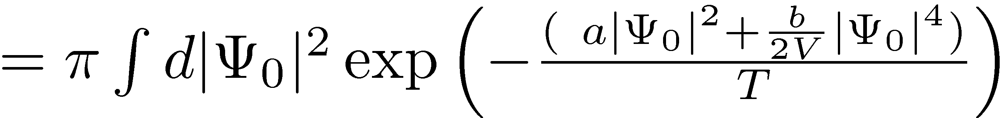 = π ∫ d|Ψ₀|² exp ( − ( a|Ψ₀|² + b/2V |Ψ₀|⁴ ) / T )